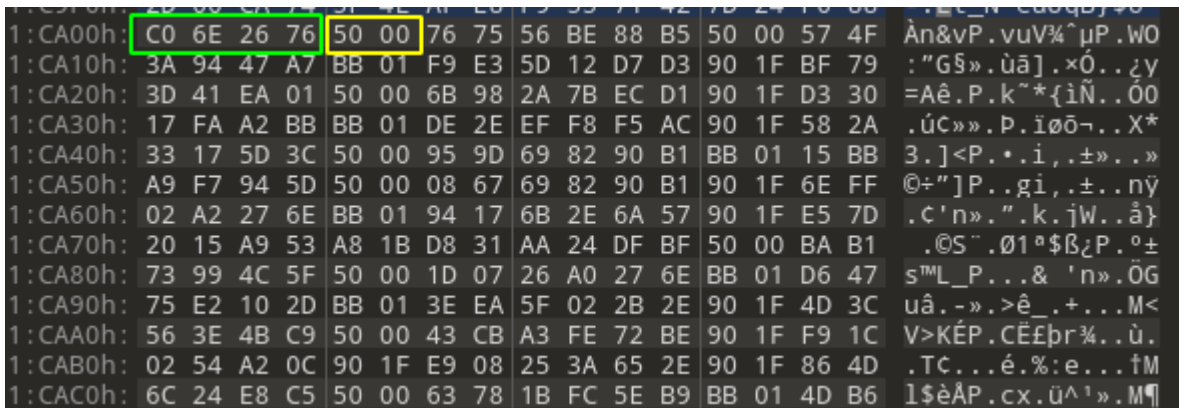 1:CA00h: C0 6E 26 76 50 00 76 75 56 BE 88 B5 50 00 57 4F Àn&vP.vuV¾ˆµP.WO
1:CA10h: 3A 94 47 A7 BB 01 F9 E3 5D 12 D7 D3 90 1F BF 79 :”G§».ùã].×Ó..¿y
1:CA20h: 3D 41 EA 01 50 00 6B 98 2A 7B EC D1 90 1F D3 30 =Aê.P.k˜*{ìÑ..Ó0
1:CA30h: 17 FA A2 BB BB 01 DE 2E EF F8 F5 AC 90 1F 58 2A .ú¢»».Þ.ïøõ¬..X*
1:CA40h: 33 17 5D 3C 50 00 95 9D 69 82 90 B1 BB 01 15 BB 3.]<P.•.i‚.±»..»
1:CA50h: A9 F7 94 5D 50 00 08 67 69 82 90 B1 90 1F 6E FF ©÷”]P..gi‚.±..nÿ
1:CA60h: 02 A2 27 6E BB 01 94 17 6B 2E 6A 57 90 1F E5 7D .¢'n».”.k.jW..å}
1:CA70h: 20 15 A9 53 A8 1B D8 31 AA 24 DF BF 50 00 BA B1 .©S¨.Ø1ª$ß¿P.º±
1:CA80h: 73 99 4C 5F 50 00 1D 07 26 A0 27 6E BB 01 D6 47 s™L_P...& 'n».ÖG
1:CA90h: 75 E2 10 2D BB 01 3E EA 5F 02 2B 2E 90 1F 4D 3C uâ.-».>ê_.+...M<
1:CAA0h: 56 3E 4B C9 50 00 43 CB A3 FE 72 BE 90 1F F9 1C V>KÉP.CË£þr¾..ù.
1:CAB0h: 02 54 A2 0C 90 1F E9 08 25 3A 65 2E 90 1F 86 4D .T¢...é.%:e...†M
1:CAC0h: 6C 24 E8 C5 50 00 63 78 1B FC 5E B9 BB 01 4D B6 l$èÅP.cx.ü^¹».M¶